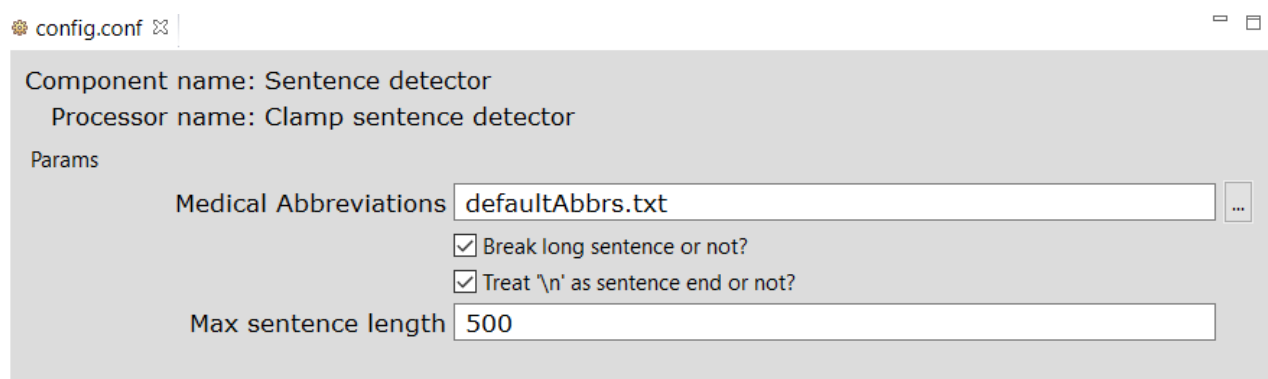 config.conf
Component name: Sentence detector
Processor name: Clamp sentence detector
Params
Medical Abbreviations defaultAbbrs.txt ...
Break long sentence or not?
Treat '\n' as sentence end or not?
Max sentence length 500